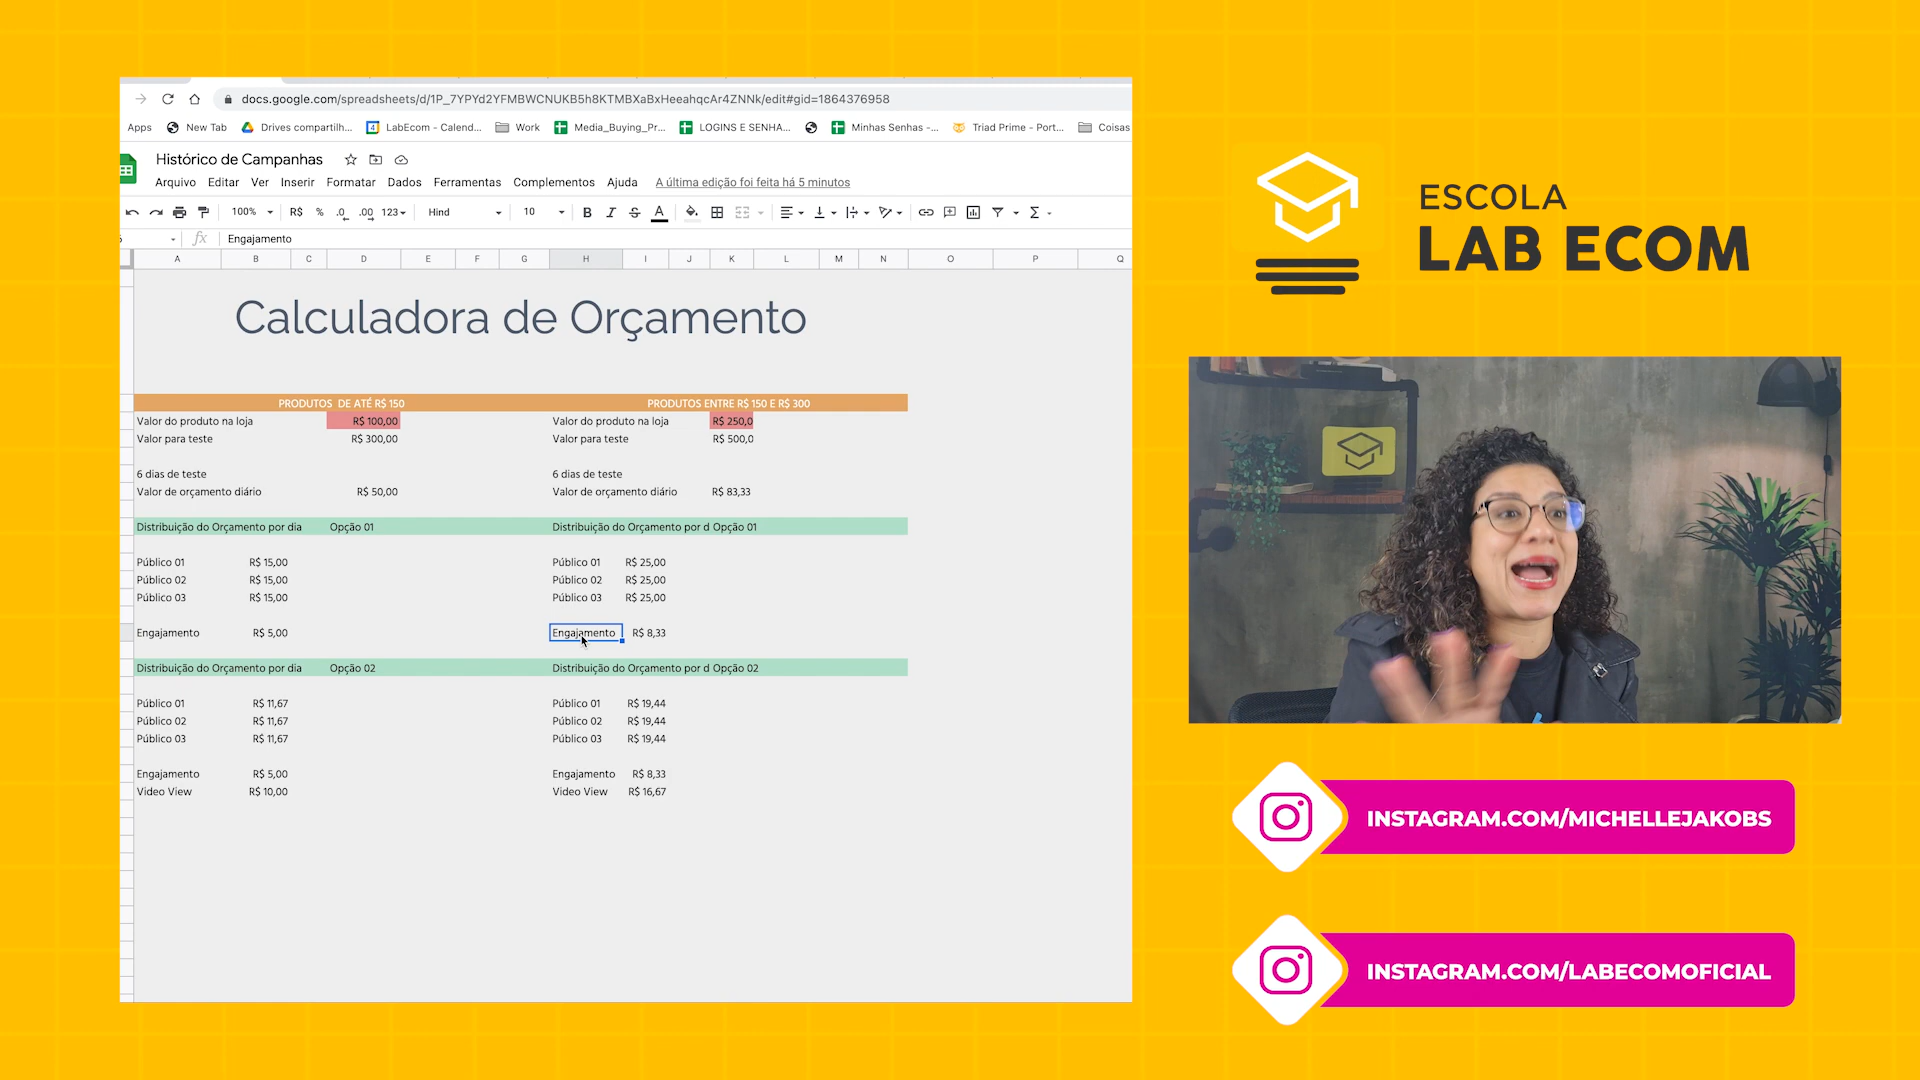 docs.google.com/spreadsheets/d/1P_7YPYd2YFMBWCNUKB5h8KTMBXaBxHeeahqcAr4ZNNk/edit#gid=1864376958
Apps New Tab Drives compartilh... LabEcom - Calend... Work Media_Buying_Pr... LOGINS E SENHA... Minhas Senhas -... Triad Prime - Port... Coisas
Histórico de Campanhas
Arquivo Editar Ver Inserir Formatar Dados Ferramentas Complementos Ajuda A última edição foi feita há 5 minutos
100% R$ % .0 .00 123 Hind 10 B I S A Σ
fx Engajamento
A B C D E F G H I J K L M N O P Q
Calculadora de Orçamento
PRODUTOS DE ATÉ R$ 150 PRODUTOS ENTRE R$ 150 E R$ 300
Valor do produto na loja R$ 100,00 Valor do produto na loja R$ 250,0
Valor para teste R$ 300,00 Valor para teste R$ 500,0
6 dias de teste 6 dias de teste
Valor de orçamento diário R$ 50,00 Valor de orçamento diário R$ 83,33
Distribuição do Orçamento por dia Opção 01 Distribuição do Orçamento por d Opção 01
Público 01 R$ 15,00 Público 01 R$ 25,00
Público 02 R$ 15,00 Público 02 R$ 25,00
Público 03 R$ 15,00 Público 03 R$ 25,00
Engajamento R$ 5,00 Engajamento R$ 8,33
Distribuição do Orçamento por dia Opção 02 Distribuição do Orçamento por d Opção 02
Público 01 R$ 11,67 Público 01 R$ 19,44
Público 02 R$ 11,67 Público 02 R$ 19,44
Público 03 R$ 11,67 Público 03 R$ 19,44
Engajamento R$ 5,00 Engajamento R$ 8,33
Video View R$ 10,00 Video View R$ 16,67
ESCOLA
LAB ECOM
INSTAGRAM.COM/MICHELLEJAKOBS
INSTAGRAM.COM/LABECOMOFICIAL